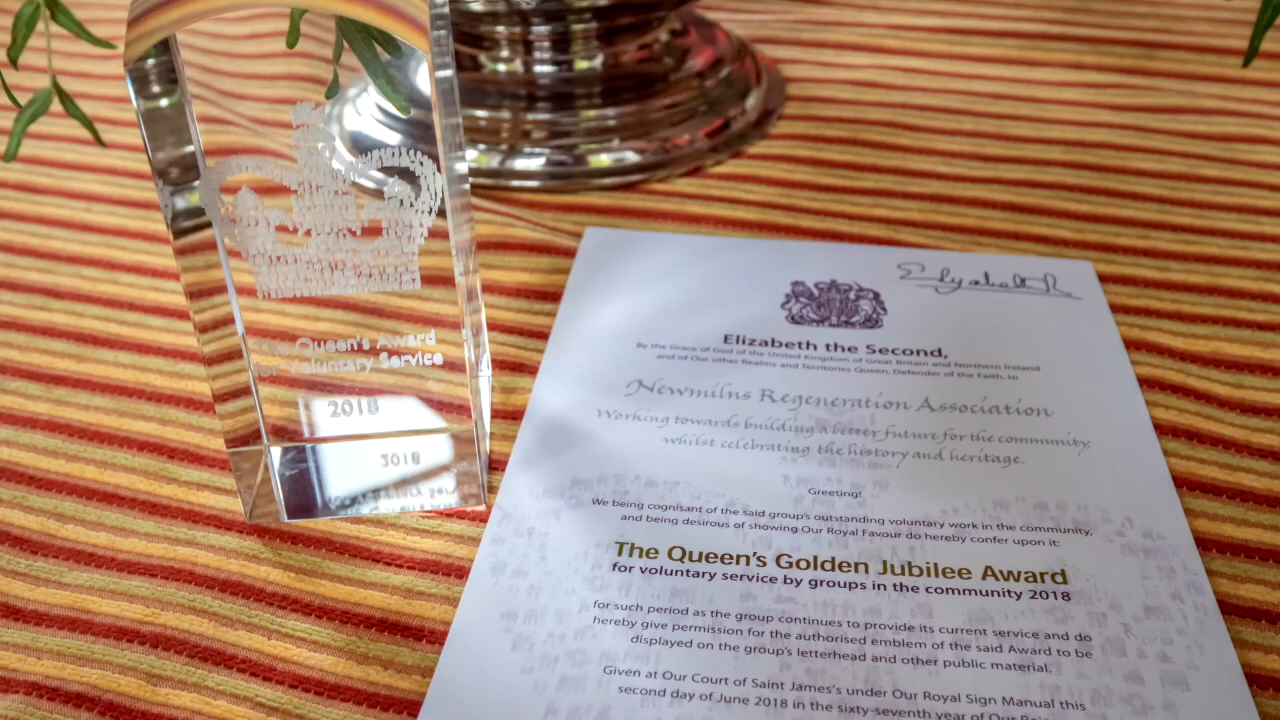 The Queen's Award
for Voluntary Service
2018
Elizabeth R
Elizabeth the Second,
By the Grace of God of the United Kingdom of Great Britain and Northern Ireland
and of Our other Realms and Territories Queen, Defender of the Faith, to
Newmilns Regeneration Association
Working towards building a better future for the community,
whilst celebrating the history and heritage.
Greeting!
We being cognisant of the said group's outstanding voluntary work in the community,
and being desirous of showing Our Royal Favour do hereby confer upon it:
The Queen's Golden Jubilee Award
for voluntary service by groups in the community 2018
for such period as the group continues to provide its current service and do
hereby give permission for the authorised emblem of the said Award to be
displayed on the group's letterhead and other public material.
Given at Our Court of Saint James's under Our Royal Sign Manual this
second day of June 2018 in the sixty-seventh year of Our